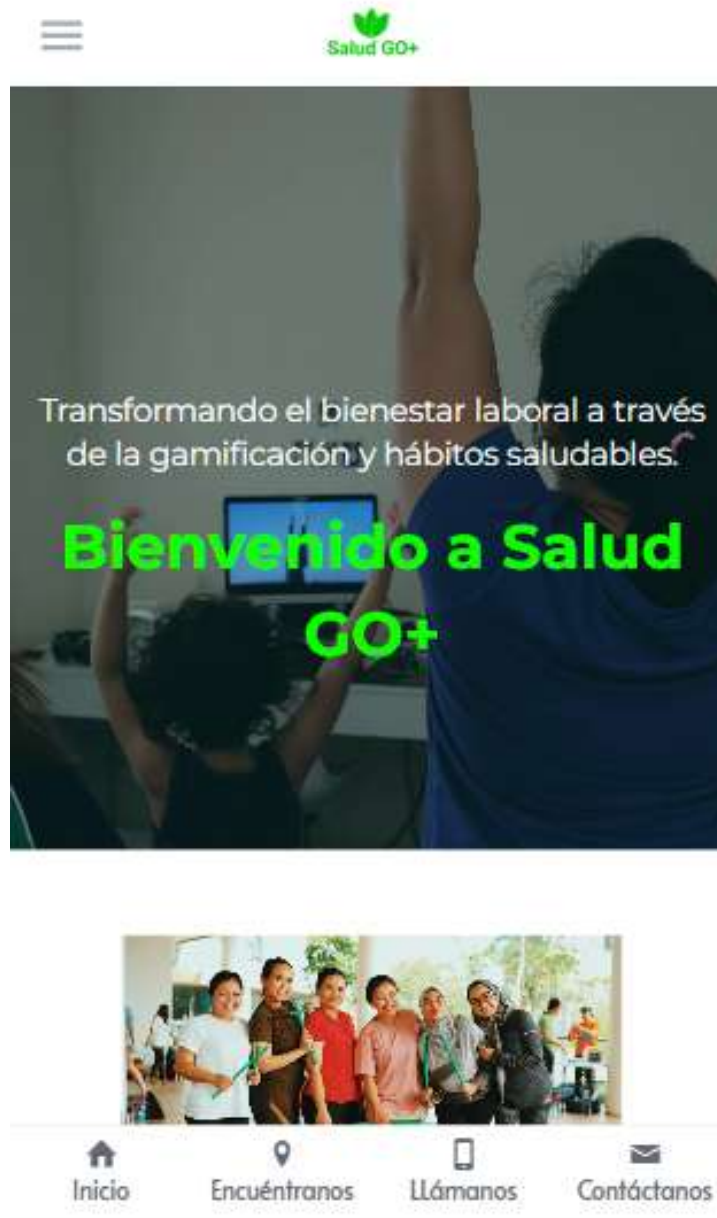 Salud GO+
Transformando el bienestar laboral a través
de la gamificación y hábitos saludables.
Bienvenido a Salud
GO+
Inicio
Encuéntranos
LLámanos
Contáctanos